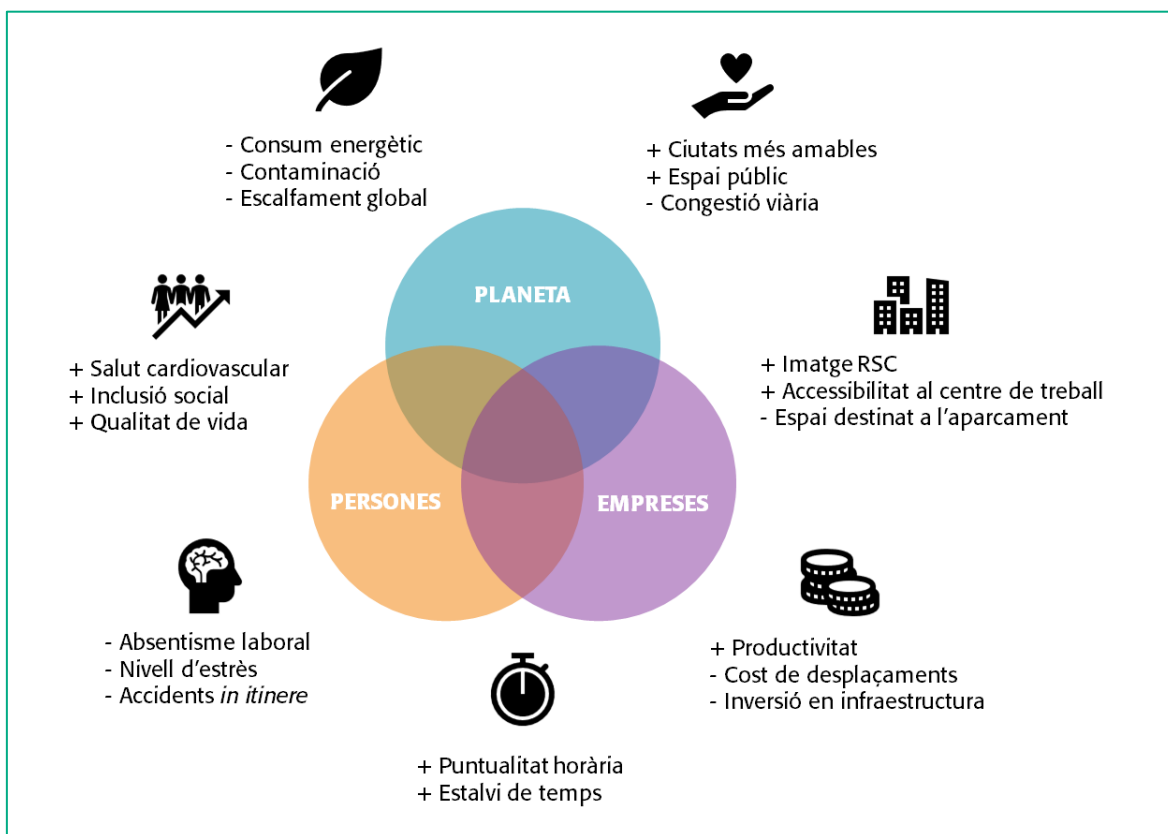 - Consum energètic
- Contaminació
- Escalfament global
+ Ciutats més amables
+ Espai públic
- Congestió viària
PLANETA
+ Salut cardiovascular
+ Inclusió social
+ Qualitat de vida
+ Imatge RSC
+ Accessibilitat al centre de treball
- Espai destinat a l'aparcament
PERSONES
EMPRESES
- Absentisme laboral
- Nivell d'estrès
- Accidents in itinere
+ Productivitat
- Cost de desplaçaments
- Inversió en infraestructura
+ Puntualitat horària
+ Estalvi de temps